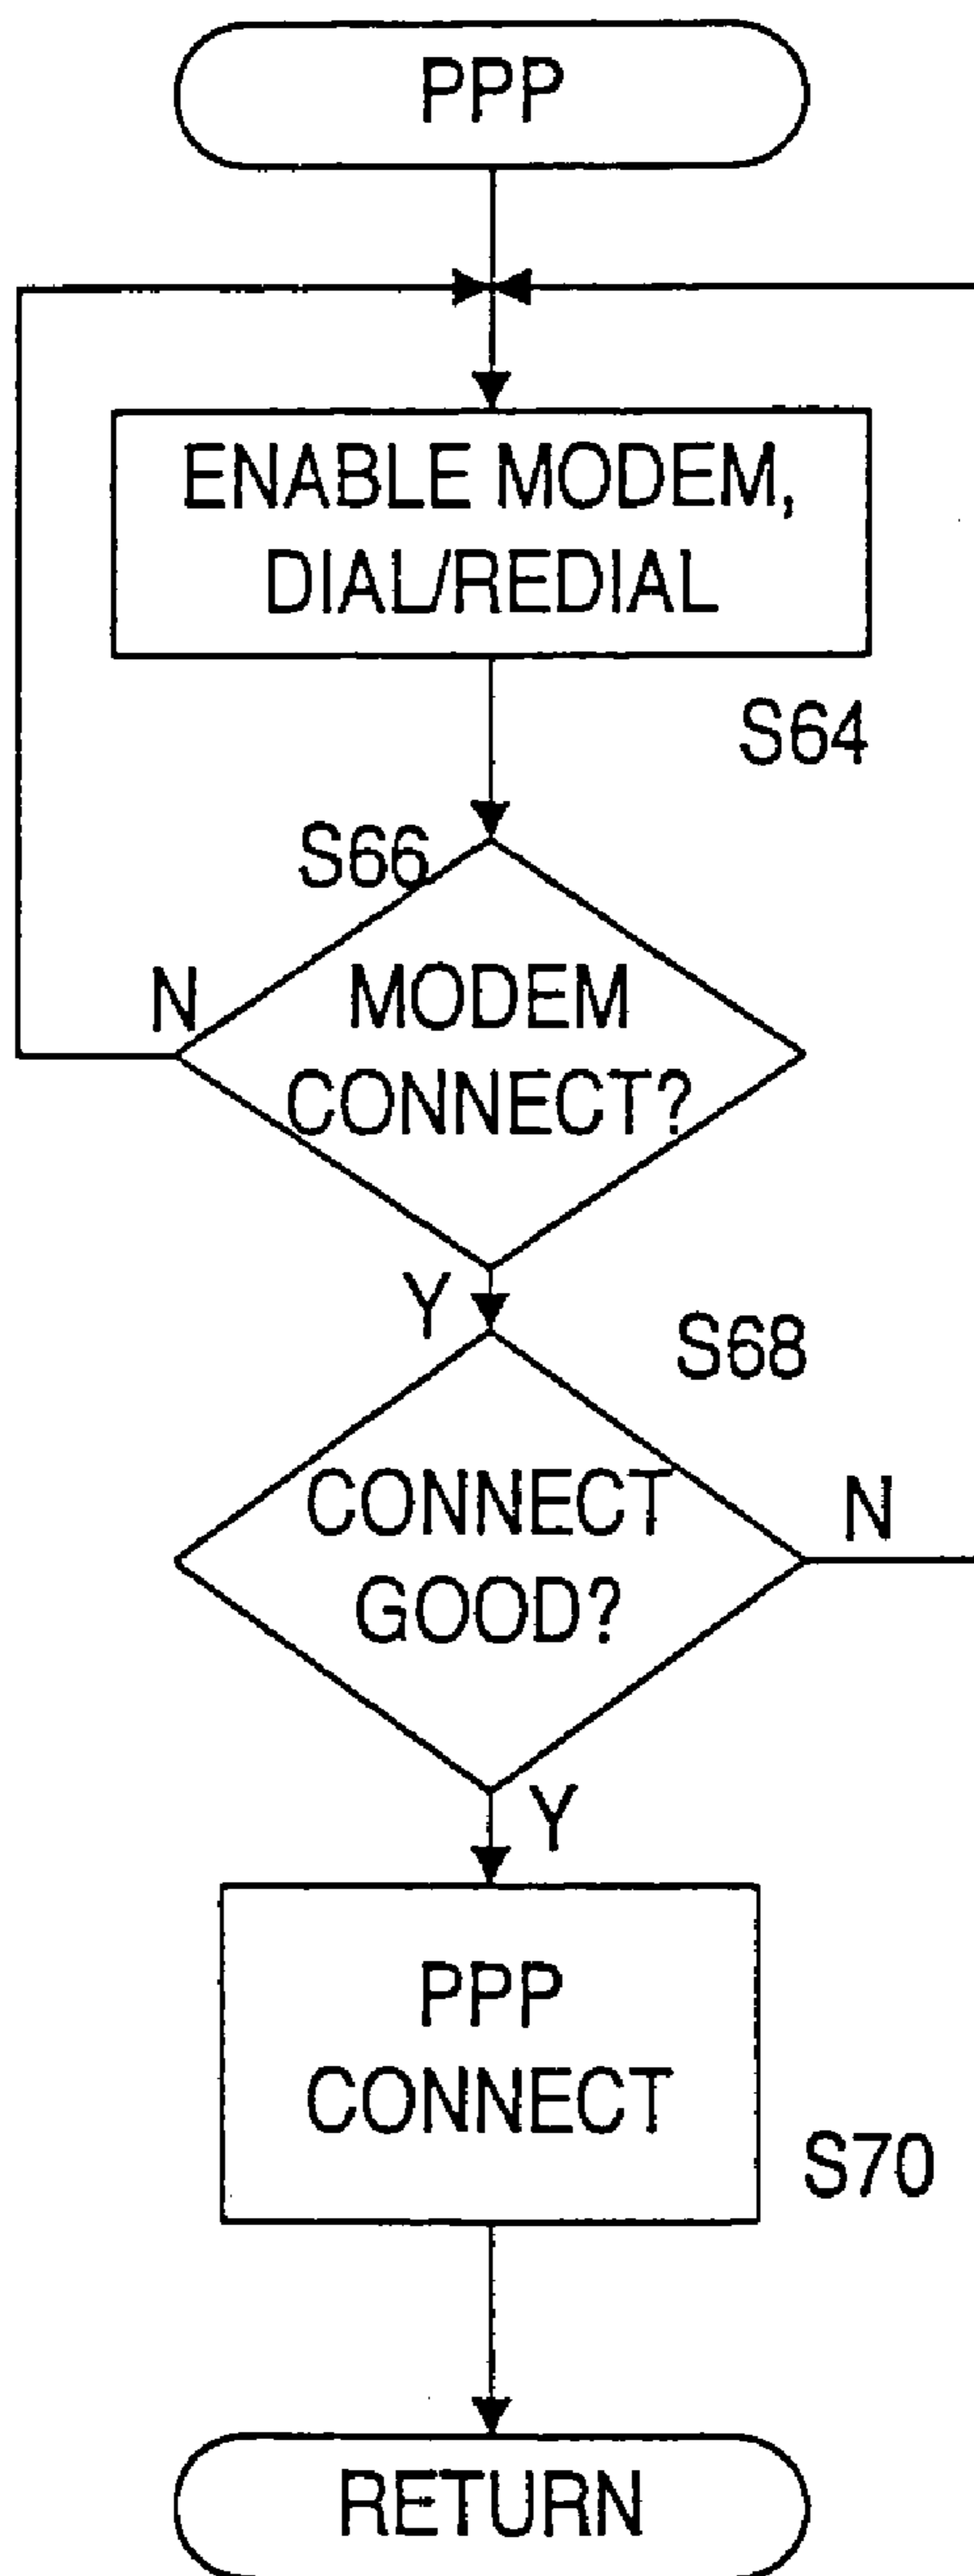 PPP
ENABLE MODEM,
DIAL/REDIAL
S64
S66
N
MODEM
CONNECT?
Y
S68
CONNECT
GOOD?
N
Y
PPP
CONNECT
S70
RETURN